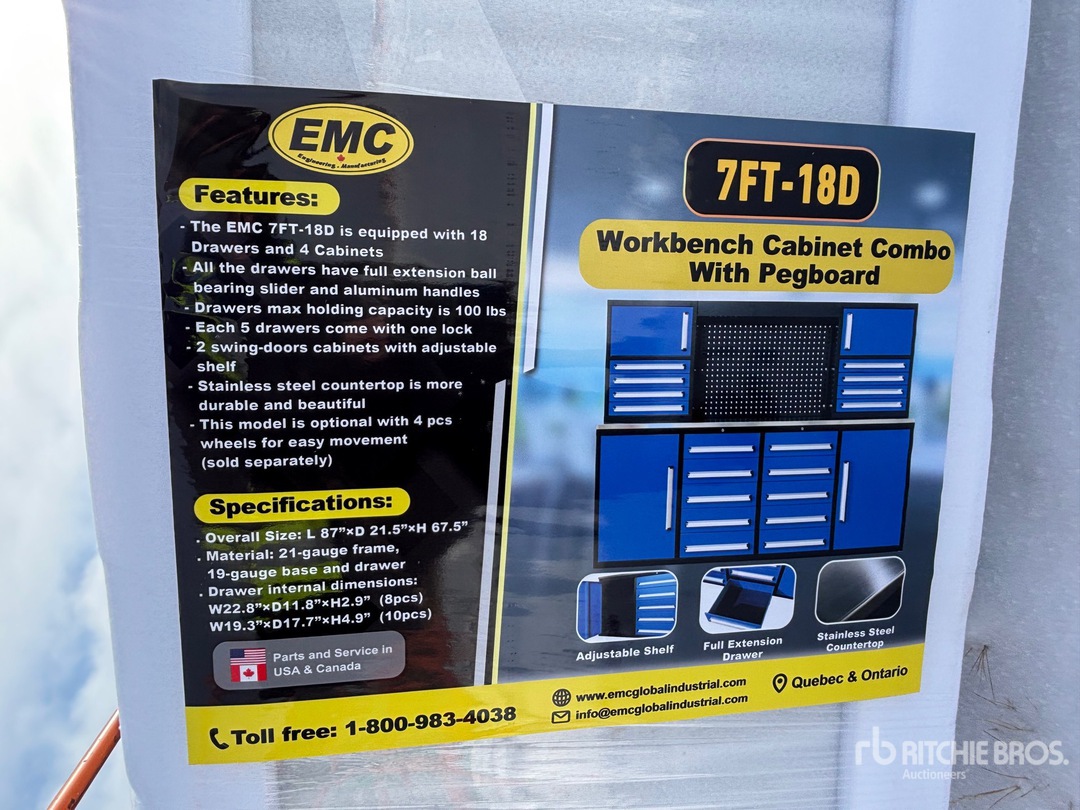 EMC
Engineering . Manufacturing
Features:
- The EMC 7FT-18D is equipped with 18
Drawers and 4 Cabinets
- All the drawers have full extension ball
bearing slider and aluminum handles
- Drawers max holding capacity is 100 lbs
- Each 5 drawers come with one lock
- 2 swing-doors cabinets with adjustable
shelf
- Stainless steel countertop is more
durable and beautiful
- This model is optional with 4 pcs
wheels for easy movement
(sold separately)
Specifications:
. Overall Size: L 87”×D 21.5”×H 67.5”
. Material: 21-gauge frame,
19-gauge base and drawer
. Drawer internal dimensions:
W22.8”×D11.8”×H2.9” (8pcs)
W19.3”×D17.7”×H4.9” (10pcs)
Parts and Service in
USA & Canada
Toll free: 1-800-983-4038
7FT-18D
Workbench Cabinet Combo
With Pegboard
Adjustable Shelf
Full Extension
Drawer
Stainless Steel
Countertop
www.emcglobalindustrial.com
info@emcglobalindustrial.com
Quebec & Ontario
rb RITCHIE BROS.
Auctioneers